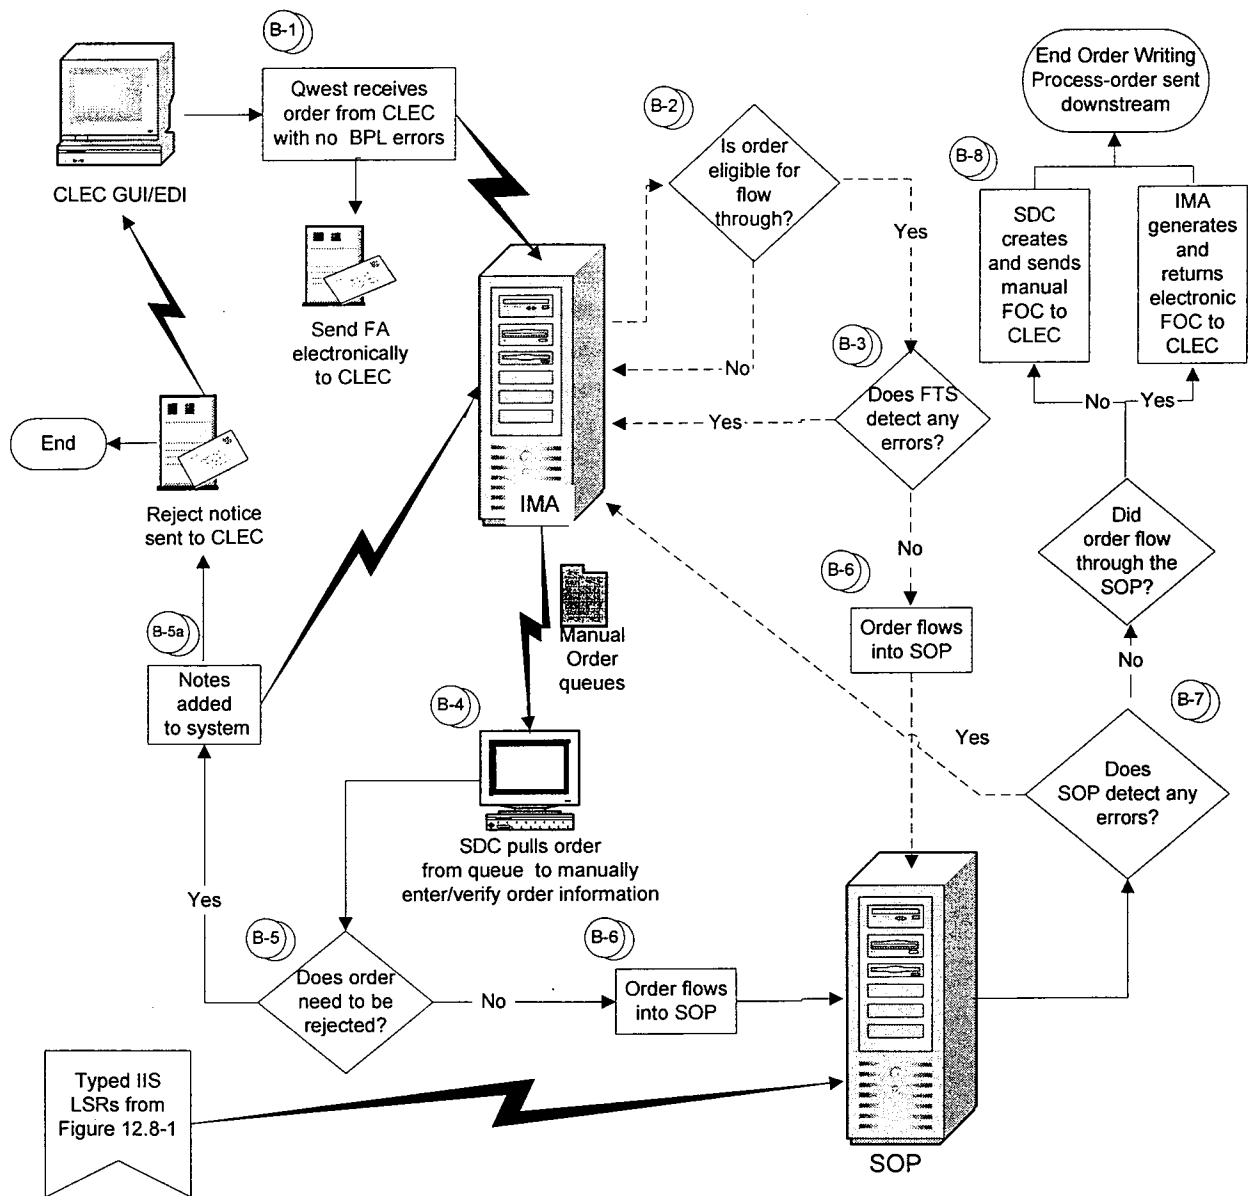 B-1
Qwest receives
order from CLEC
with no BPL errors
CLEC GUI/EDI
Send FA
electronically
to CLEC
B-2
Is order
eligible for
flow
through?
Yes
No
B-3
Does FTS
detect any
errors?
Yes
No
End Order Writing
Process-order sent
downstream
B-8
SDC
creates
and sends
manual
FOC to
CLEC
IMA
generates
and
returns
electronic
FOC to
CLEC
No
Yes
Did
order flow
through the
SOP?
No
B-7
Does
SOP detect any
errors?
Yes
B-6
Order flows
into SOP
IMA
Manual
Order
queues
End
Reject notice
sent to CLEC
B-5a
Notes
added
to system
Yes
B-4
SDC pulls order
from queue to manually
enter/verify order information
B-5
Does order
need to be
rejected?
No
B-6
Order flows
into SOP
Typed IIS
LSRs from
Figure 12.8-1
SOP